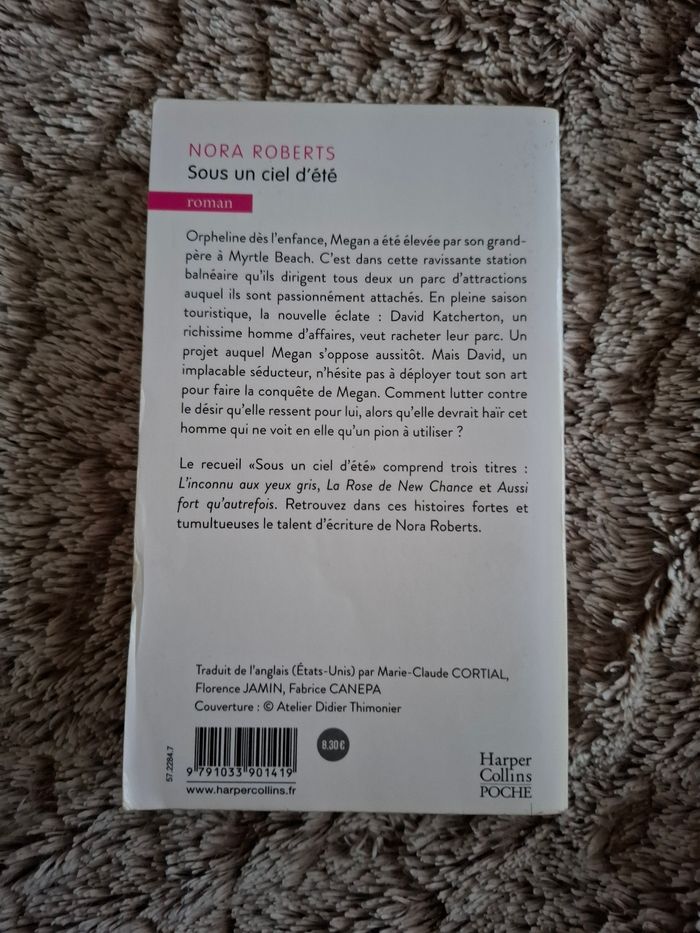 NORA ROBERTS
Sous un ciel d'été
roman
Orpheline dès l'enfance, Megan a été élevée par son grand-
père à Myrtle Beach. C'est dans cette ravissante station
balnéaire qu'ils dirigent tous deux un parc d'attractions
auquel ils sont passionnément attachés. En pleine saison
touristique, la nouvelle éclate : David Katcherton, un
richissime homme d'affaires, veut racheter leur parc. Un
projet auquel Megan s'oppose aussitôt. Mais David, un
implacable séducteur, n'hésite pas à déployer tout son art
pour faire la conquête de Megan. Comment lutter contre
le désir qu'elle ressent pour lui, alors qu'elle devrait haïr cet
homme qui ne voit en elle qu'un pion à utiliser ?
Le recueil «Sous un ciel d'été» comprend trois titres :
L'inconnu aux yeux gris, La Rose de New Chance et Aussi
fort qu'autrefois. Retrouvez dans ces histoires fortes et
tumultueuses le talent d'écriture de Nora Roberts.
Traduit de l'anglais (États-Unis) par Marie-Claude CORTIAL,
Florence JAMIN, Fabrice CANEPA
Couverture : © Atelier Didier Thimonier
57.2284.7
9 791033 901419
www.harpercollins.fr
8,30 €
Harper
Collins
POCHE